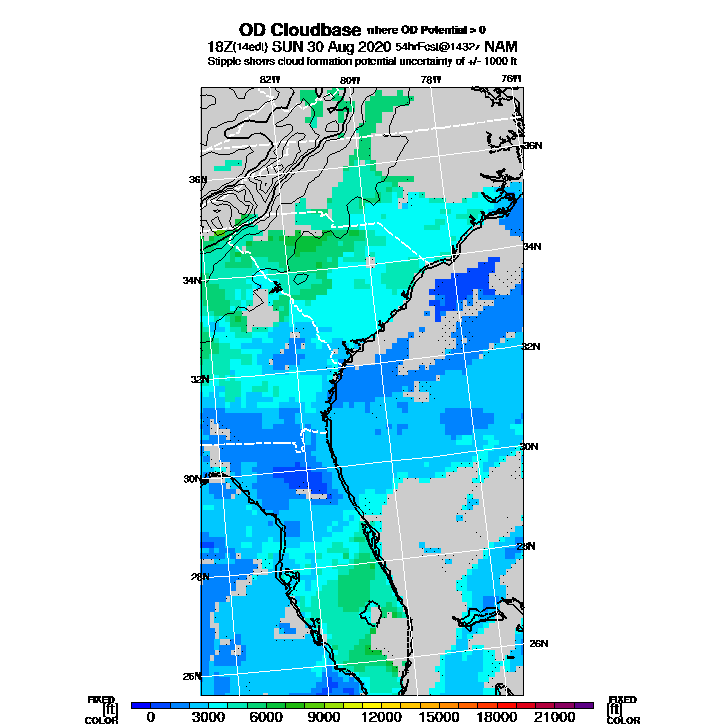 OD Cloudbase where OD Potential > 0
18Z (14edt) SUN 30 Aug 2020 54hrFcst@1432z NAM
Stipple shows cloud formation potential uncertainty of +/- 1000 ft
82W 80W 78W 76W
36N
36N
34N
34N
32N
32N
30N
30N
28N
28N
26N
26N
FIXED FIXED
[ft] [ft]
COLOR COLOR
0 3000 6000 9000 12000 15000 18000 21000